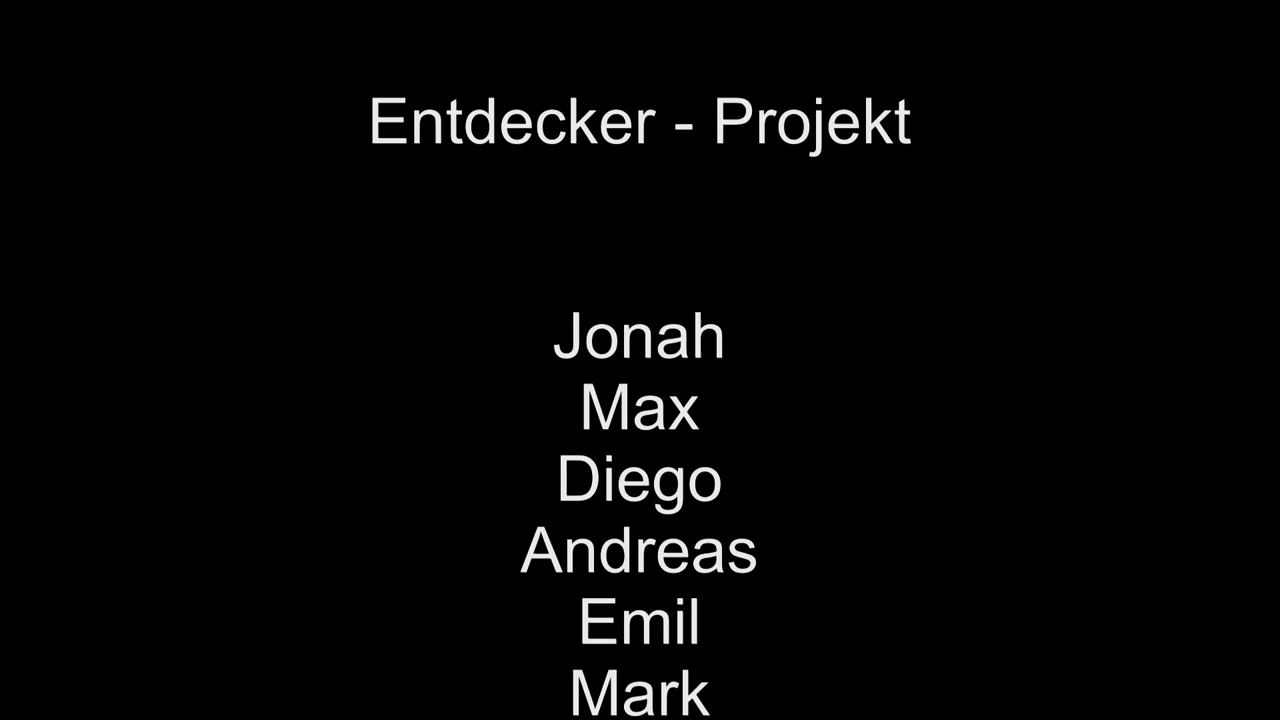 Entdecker - Projekt
Jonah
Max
Diego
Andreas
Emil
Mark